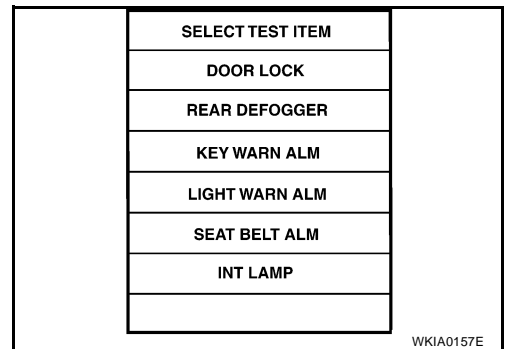 SELECT TEST ITEM
DOOR LOCK
REAR DEFOGGER
KEY WARN ALM
LIGHT WARN ALM
SEAT BELT ALM
INT LAMP
WKIA0157E